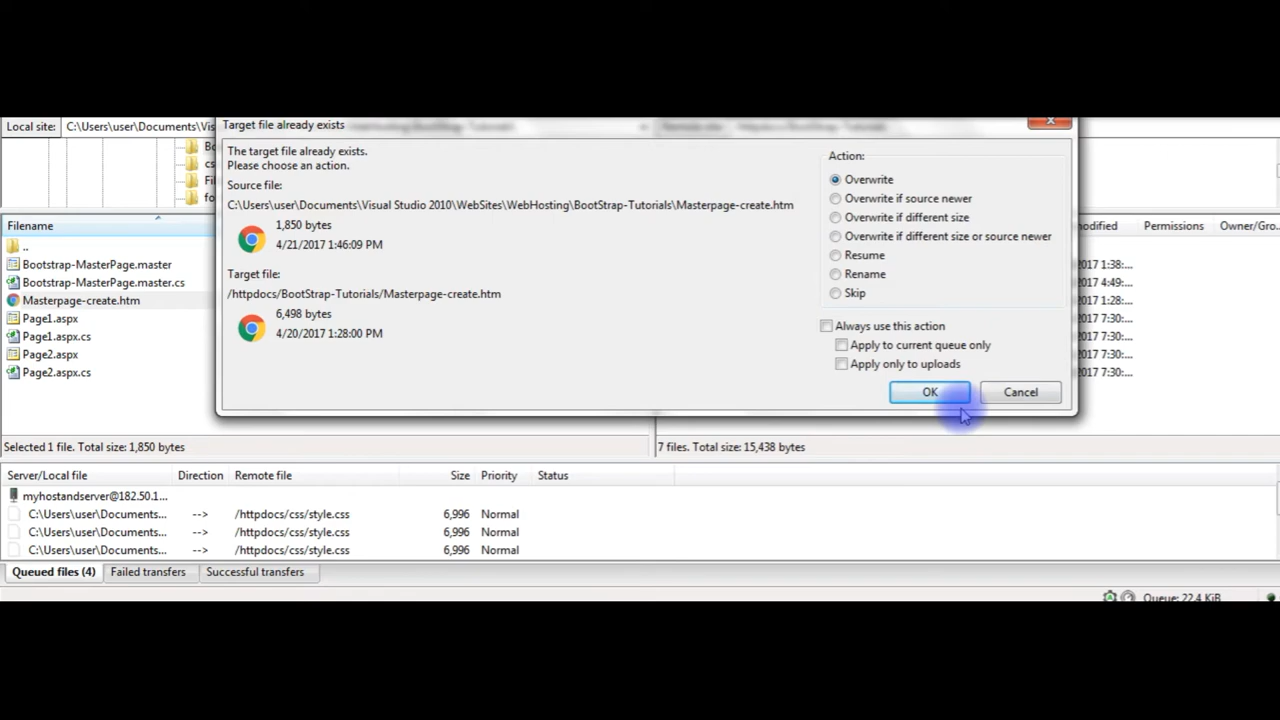 Target file already exists
Local site: C:\Users\user\Documents\Vis
The target file already exists.
Please choose an action.
Source file:
C:\Users\user\Documents\Visual Studio 2010\WebSites\WebHosting\BootStrap-Tutorials\Masterpage-create.htm
1,850 bytes
4/21/2017 1:46:09 PM
Target file:
/httpdocs/BootStrap-Tutorials/Masterpage-create.htm
6,498 bytes
4/20/2017 1:28:00 PM
Action:
Overwrite
Overwrite if source newer
Overwrite if different size
Overwrite if different size or source newer
Resume
Rename
Skip
Always use this action
Apply to current queue only
Apply only to uploads
OK
Cancel
Bo
cs
Fil
fo
Filename
..
Bootstrap-MasterPage.master
Bootstrap-MasterPage.master.cs
Masterpage-create.htm
Page1.aspx
Page1.aspx.cs
Page2.aspx
Page2.aspx.cs
odified Permissions Owner/Gro...
2017 1:38:...
2017 4:49:...
2017 1:28:...
2017 7:30:...
2017 7:30:...
2017 7:30:...
2017 7:30:...
Selected 1 file. Total size: 1,850 bytes
7 files. Total size: 15,438 bytes
Server/Local file Direction Remote file Size Priority Status
myhostandserver@182.50.1...
C:\Users\user\Documents... --> /httpdocs/css/style.css 6,996 Normal
C:\Users\user\Documents... --> /httpdocs/css/style.css 6,996 Normal
C:\Users\user\Documents... --> /httpdocs/css/style.css 6,996 Normal
Queued files (4) Failed transfers Successful transfers
Queue: 22.4 KiB